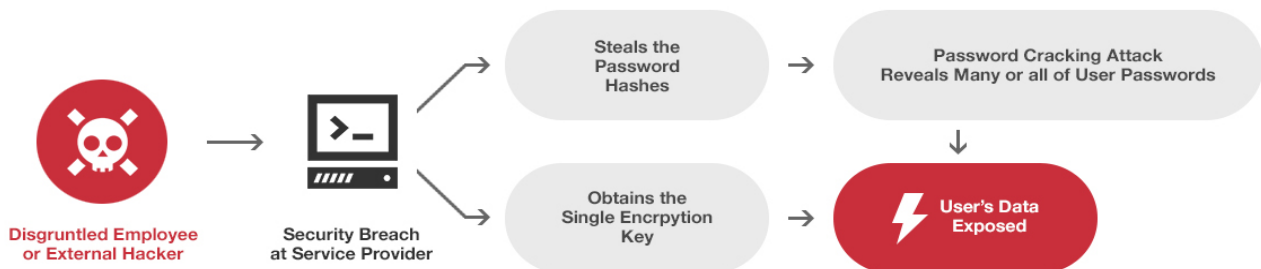 Disgruntled Employee
or External Hacker
>_
Security Breach
at Service Provider
Steals the
Password
Hashes
Password Cracking Attack
Reveals Many or all of User Passwords
Obtains the
Single Encrpytion
Key
User's Data
Exposed